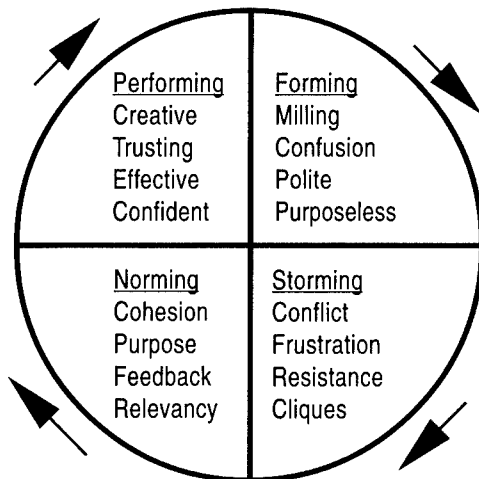 Performing
Creative
Trusting
Effective
Confident
Forming
Milling
Confusion
Polite
Purposeless
Norming
Cohesion
Purpose
Feedback
Relevancy
Storming
Conflict
Frustration
Resistance
Cliques